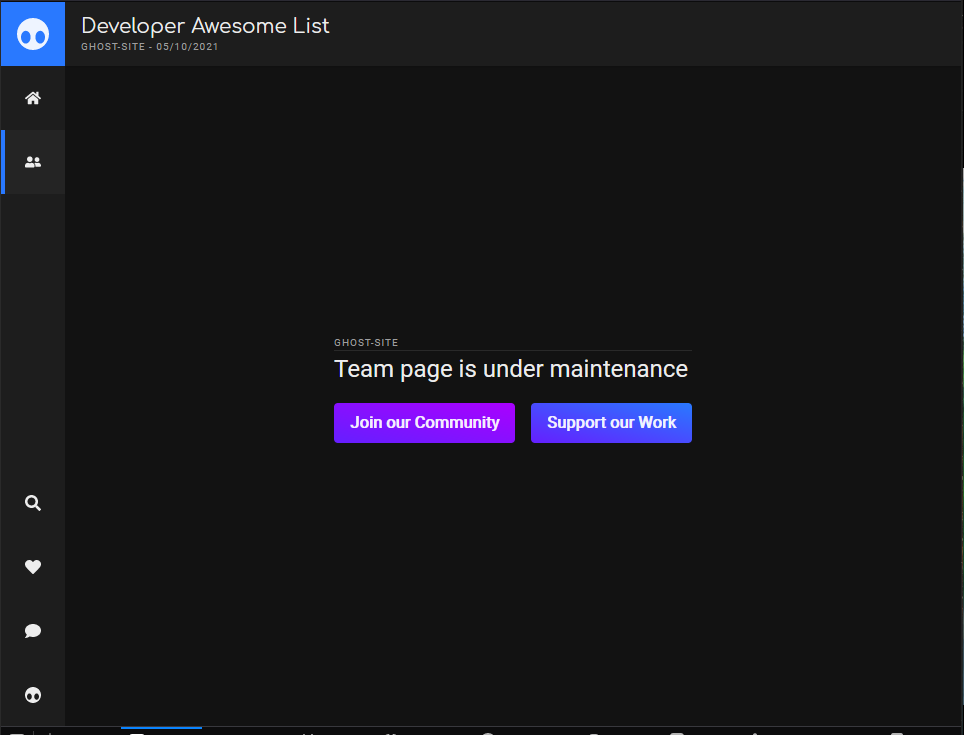 Developer Awesome List
GHOST-SITE - 05/10/2021
GHOST-SITE
Team page is under maintenance
Join our Community
Support our Work